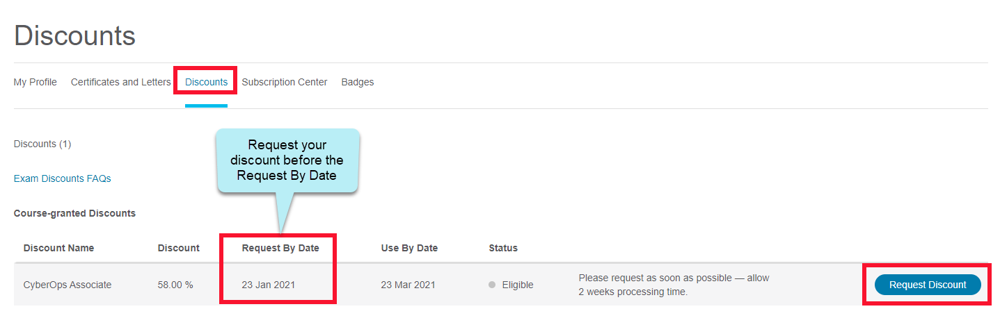 Discounts
My Profile Certificates and Letters Discounts Subscription Center Badges
Discounts (1)
Request your
discount before the
Request By Date
Exam Discounts FAQs
Course-granted Discounts
Discount Name Discount Request By Date Use By Date Status
CyberOps Associate 58.00 % 23 Jan 2021 23 Mar 2021 Eligible Please request as soon as possible — allow
2 weeks processing time.
Request Discount